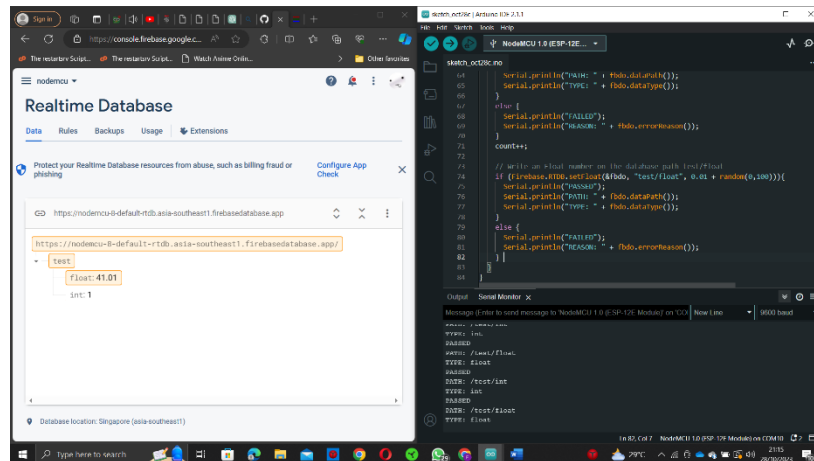 Sign in
https://console.firebase.google.c...
The restartev Script...
The restartev Script...
Watch Anime Onlin...
Other favorites
nodemcu
Realtime Database
Data
Rules
Backups
Usage
Extensions
Protect your Realtime Database resources from abuse, such as billing fraud or
phishing
Configure App
Check
https://nodemcu-8-default-rtdb.asia-southeast1.firebasedatabase.app
https://nodemcu-8-default-rtdb.asia-southeast1.firebasedatabase.app/
test
float: 41.01
int: 1
Database location: Singapore (asia-southeast1)
sketch_oct28c | Arduino IDE 2.1.1
File Edit Sketch Tools Help
NodeMCU 1.0 (ESP-12E...
sketch_oct28c.ino
64 Serial.println("PATH: " + fbdo.dataPath());
65 Serial.println("TYPE: " + fbdo.dataType());
66 }
67 else {
68 Serial.println("FAILED");
69 Serial.println("REASON: " + fbdo.errorReason());
70 }
71 count++;
72
73 // Write an Float number on the database path test/float
74 if (Firebase.RTDB.setFloat(&fbdo, "test/float", 0.01 + random(0,100))){
75 Serial.println("PASSED");
76 Serial.println("PATH: " + fbdo.dataPath());
77 Serial.println("TYPE: " + fbdo.dataType());
78 }
79 else {
80 Serial.println("FAILED");
81 Serial.println("REASON: " + fbdo.errorReason());
82 }
83 }
84 }
Output Serial Monitor x
Message (Enter to send message to 'NodeMCU 1.0 (ESP-12E Module)' on 'CO
New Line
9600 baud
PATH: /test/int
TYPE: int
PASSED
PATH: /test/float
TYPE: float
PASSED
PATH: /test/int
TYPE: int
PASSED
PATH: /test/float
TYPE: float
Ln 82, Col 7 NodeMCU 1.0 (ESP-12E Module) on COM10 2
Type here to search
29°C
21:15
28/10/2023